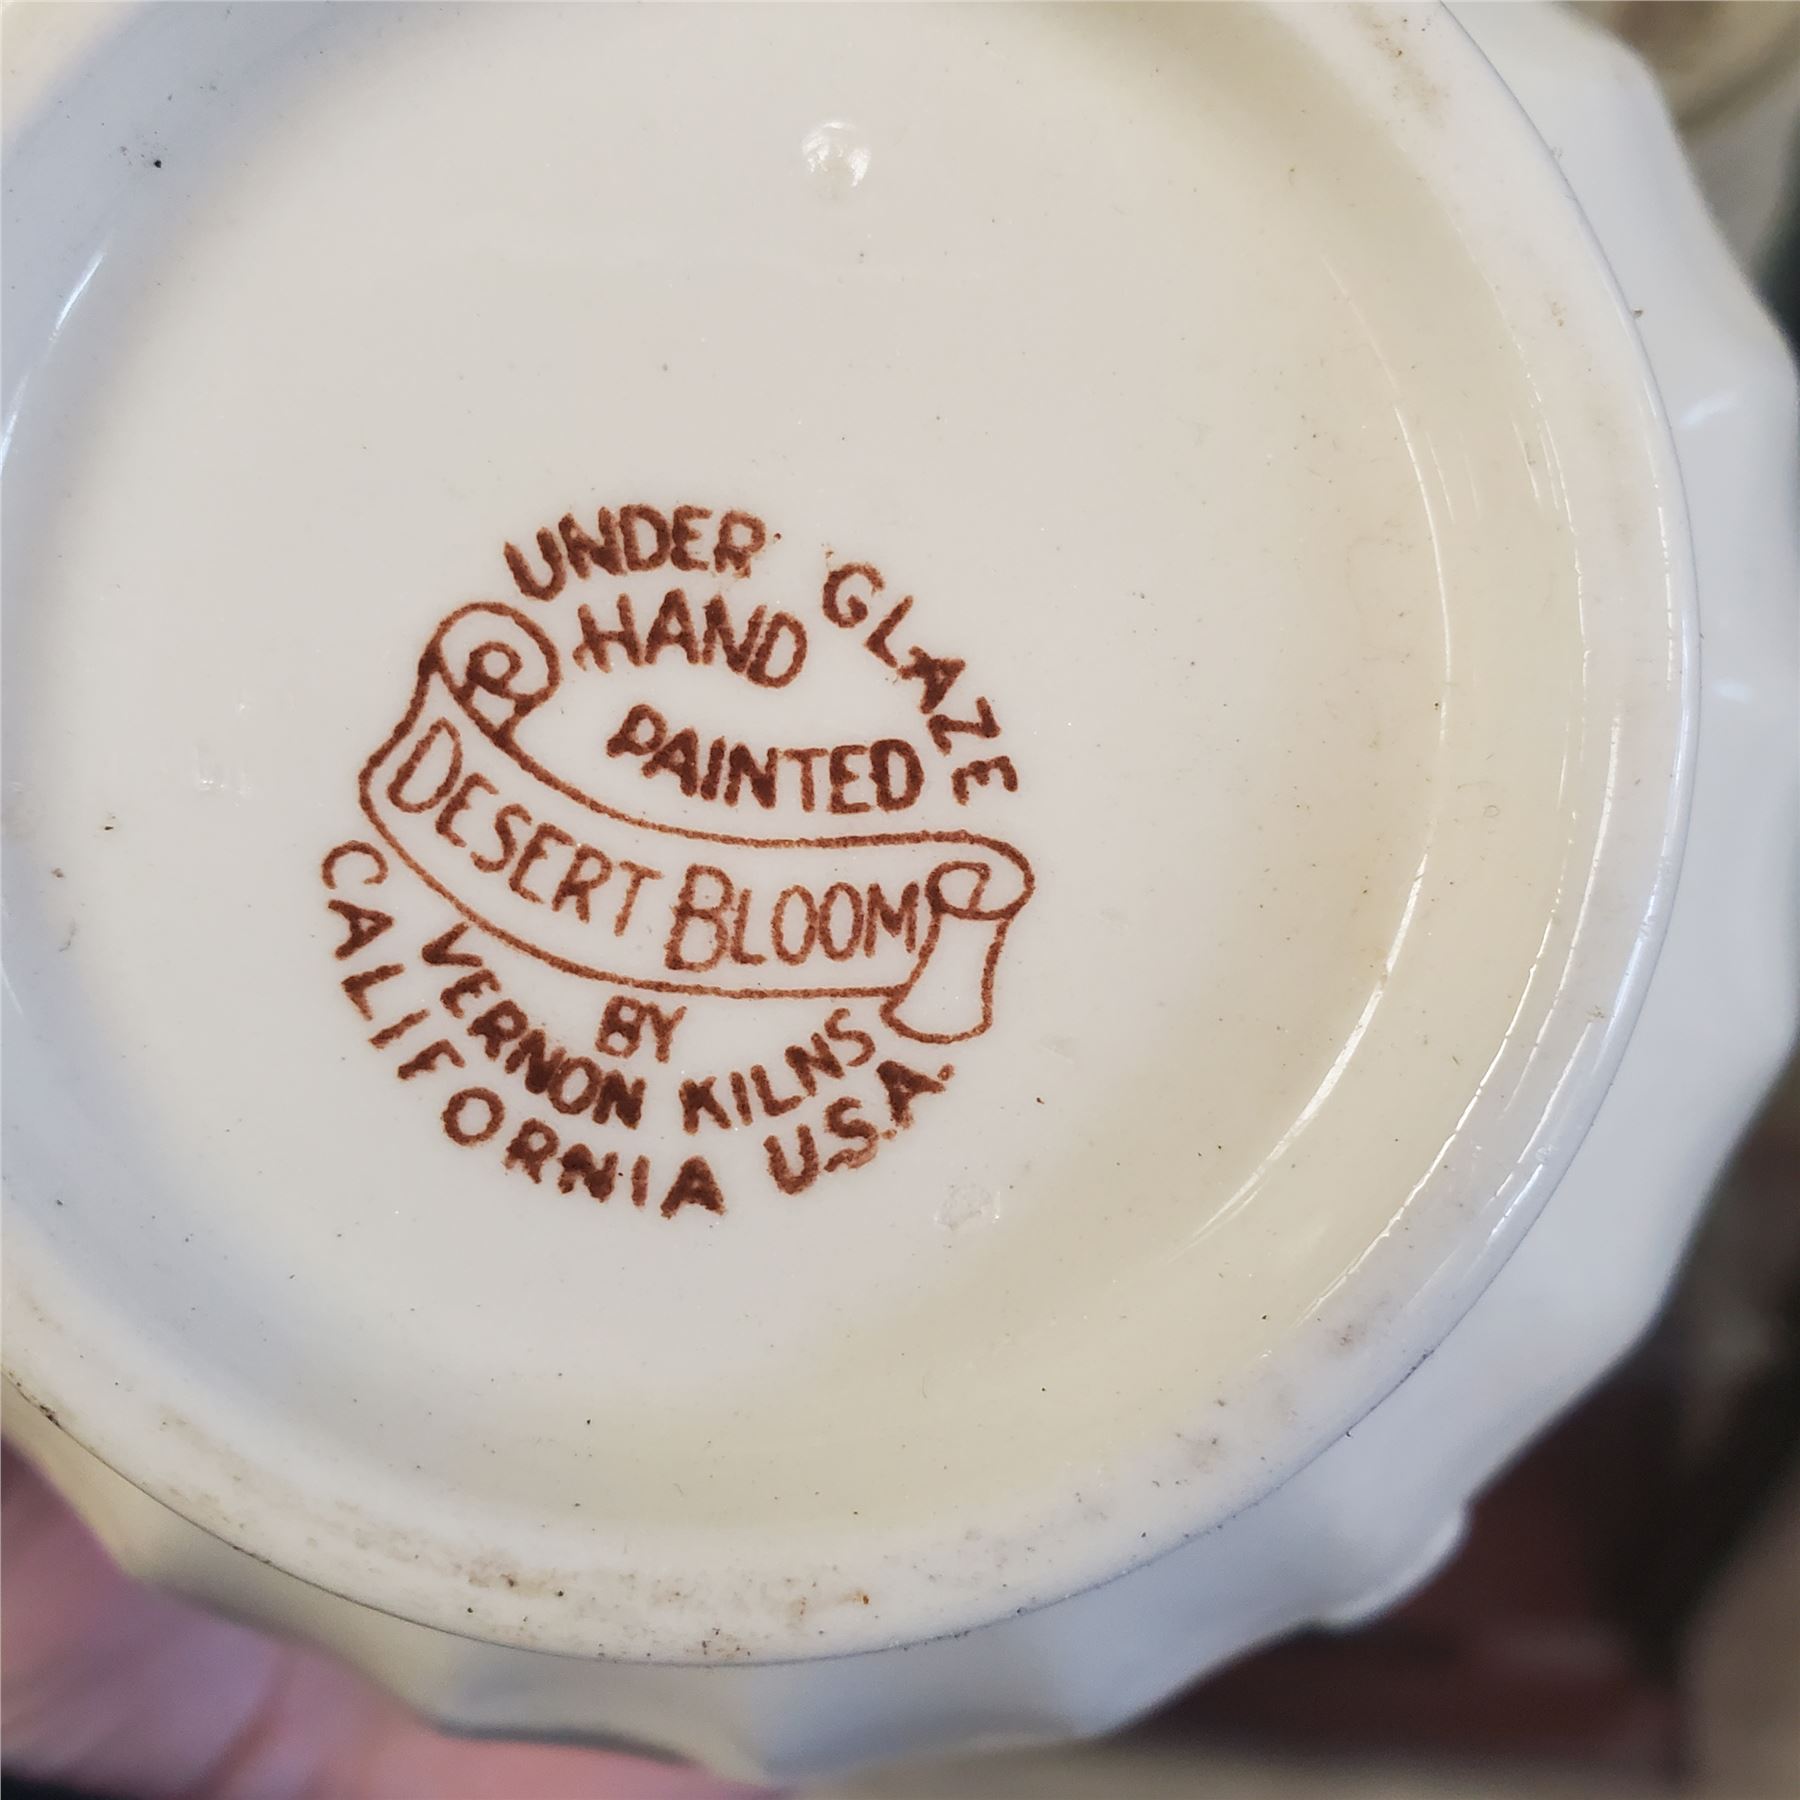 UNDER GLAZE
HAND
PAINTED
DESERT BLOOM
BY
VERNON KILNS
CALIFORNIA U.S.A.